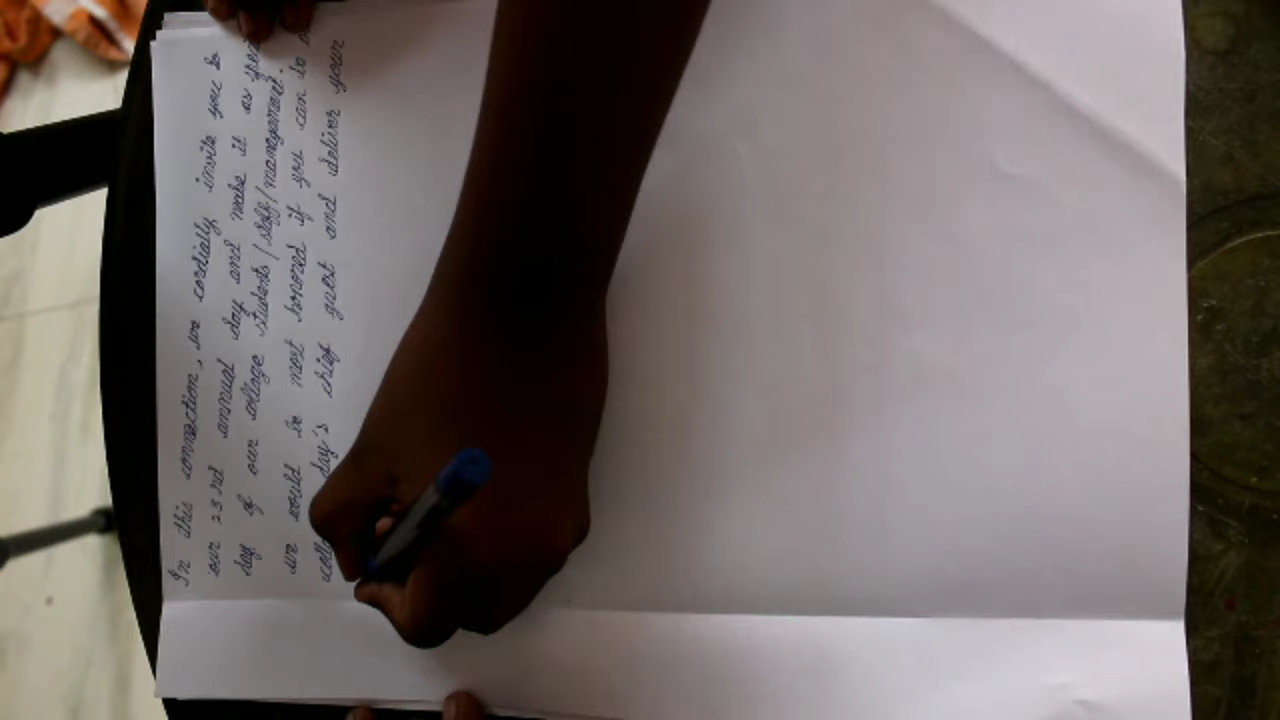 In this connection, we cordially invite you to
our 23rd annual day and make it as
day of our college students / staff / management.
we would be most honored if you can be
day's chief guest and deliver your